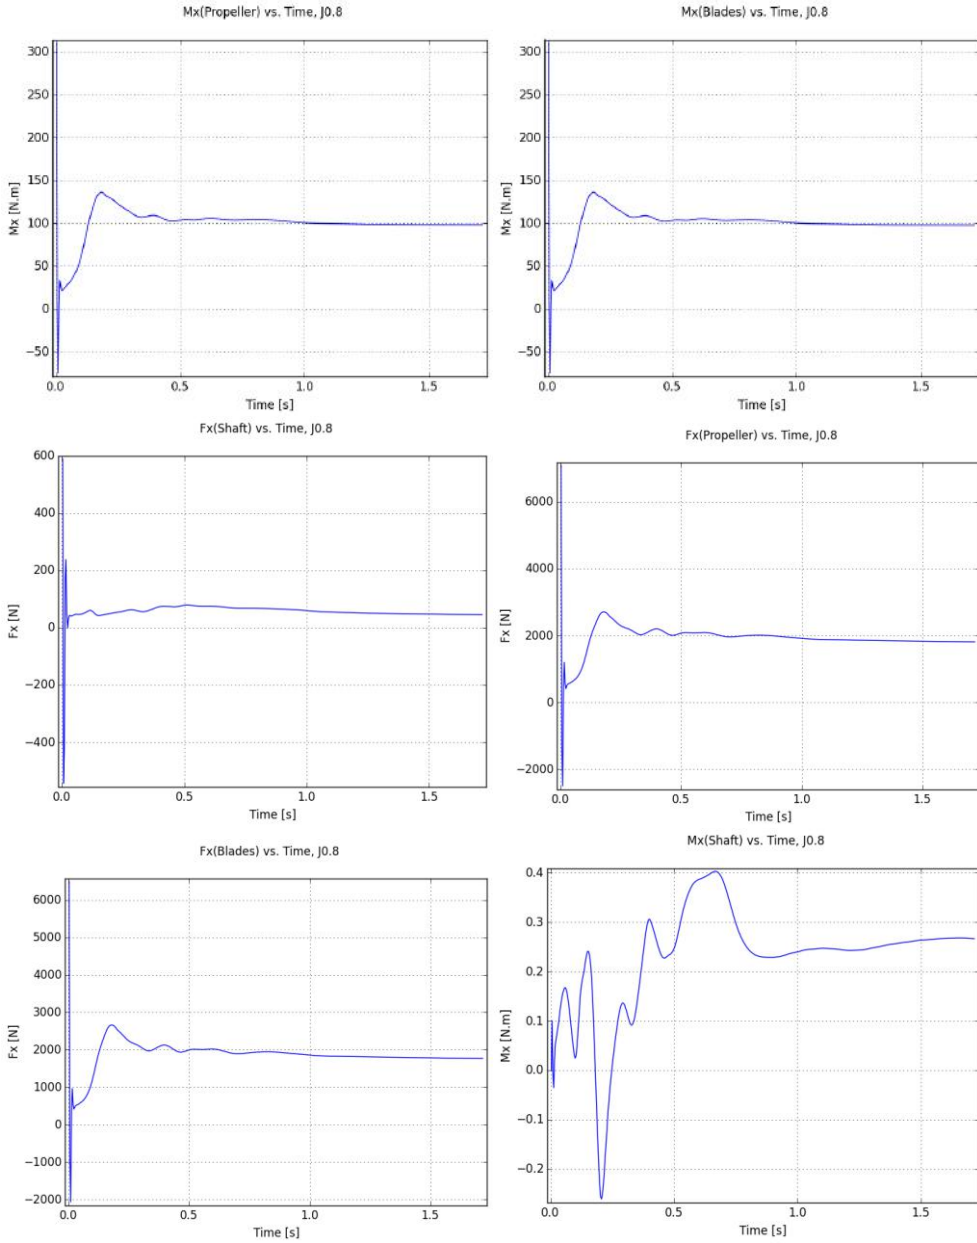 Mx(Propeller) vs. Time, J0.8
300
250
200
150
100
50
0
−50
Mx [N.m]
0.0 0.5 1.0 1.5
Time [s]
Mx(Blades) vs. Time, J0.8
300
250
200
150
100
50
0
−50
Mx [N.m]
0.0 0.5 1.0 1.5
Time [s]
Fx(Shaft) vs. Time, J0.8
600
400
200
0
−200
−400
Fx [N]
0.0 0.5 1.0 1.5
Time [s]
Fx(Propeller) vs. Time, J0.8
6000
4000
2000
0
−2000
Fx [N]
0.0 0.5 1.0 1.5
Time [s]
Fx(Blades) vs. Time, J0.8
6000
5000
4000
3000
2000
1000
0
−1000
−2000
Fx [N]
0.0 0.5 1.0 1.5
Time [s]
Mx(Shaft) vs. Time, J0.8
0.4
0.3
0.2
0.1
0.0
−0.1
−0.2
Mx [N.m]
0.0 0.5 1.0 1.5
Time [s]